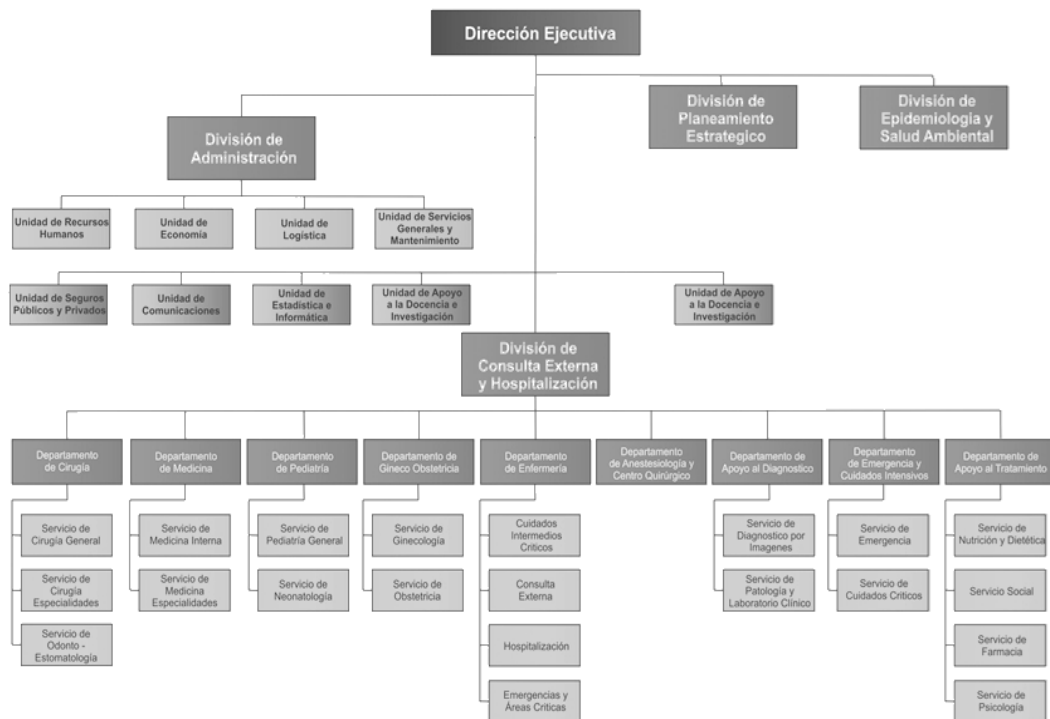 Dirección Ejecutiva
División de
Planeamiento
Estrategico
División de
Epidemiologia y
Salud Ambiental
División de
Administración
Unidad de Recursos
Humanos
Unidad de
Economía
Unidad de
Logística
Unidad de Servicios
Generales y
Mantenimiento
Unidad de Seguros
Públicos y Privados
Unidad de
Comunicaciones
Unidad de
Estadística e
Informática
Unidad de Apoyo
a la Docencia e
Investigación
Unidad de Apoyo
a la Docencia e
Investigación
División de
Consulta Externa
y Hospitalización
Departamento
de Cirugía
Departamento
de Medicina
Departamento
de Pediatría
Departamento de
Gineco Obstetricia
Departamento
de Enfermería
Departamento
de Anestesiología y
Centro Quirúrgico
Departamento de
Apoyo al Diagnostico
Departamento
de Emergencia y
Cuidados Intensivos
Departamento de
Apoyo al Tratamiento
Servicio de
Cirugía General
Servicio de
Cirugía
Especialidades
Servicio de
Odonto -
Estomatología
Servicio de
Medicina Interna
Servicio de
Medicina
Especialidades
Servicio de
Pediatría General
Servicio de
Neonatología
Servicio de
Ginecología
Servicio de
Obstetricia
Cuidados
Intermedios
Criticos
Consulta
Externa
Hospitalización
Emergencias y
Áreas Criticas
Servicio de
Diagnostico por
Imagenes
Servicio de
Patología y
Laboratorio Clínico
Servicio de
Emergencia
Servicio de
Cuidados Criticos
Servicio de
Nutrición y Dietética
Servicio Social
Servicio de
Farmacia
Servicio de
Psicología